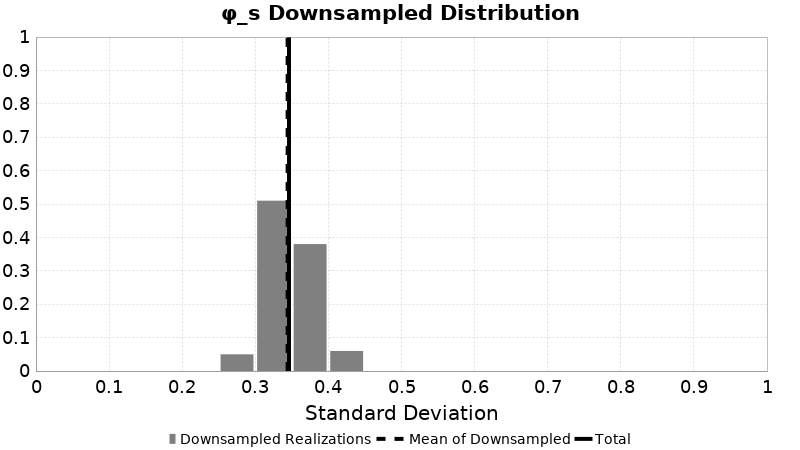 φ_s Downsampled Distribution
1
0.9
0.8
0.7
0.6
0.5
0.4
0.3
0.2
0.1
0
0 0.1 0.2 0.3 0.4 0.5 0.6 0.7 0.8 0.9 1
Standard Deviation
Downsampled Realizations Mean of Downsampled Total